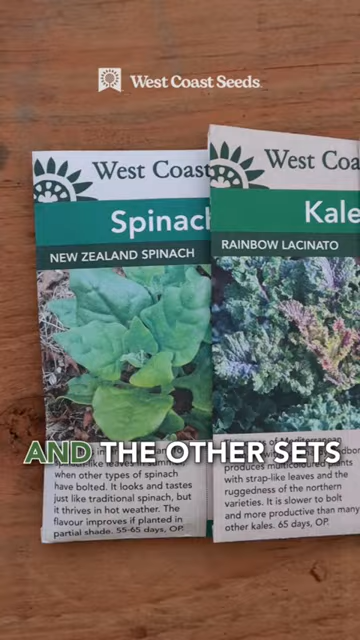 West Coast Seeds
West Coast
Spinach
NEW ZEALAND SPINACH
when other types of spinach
have bolted. It looks and tastes
just like traditional spinach, but
it thrives in hot weather. The
flavour improves if planted in
partial shade. 55-65 days, OP.
West Coa
Kale
RAINBOW LACINATO
of Mediterranean
produces multicoloured plants
with strap-like leaves and the
ruggedness of the northern
varieties. It is slower to bolt
and more productive than many
other kales. 65 days, OP.
AND THE OTHER SETS